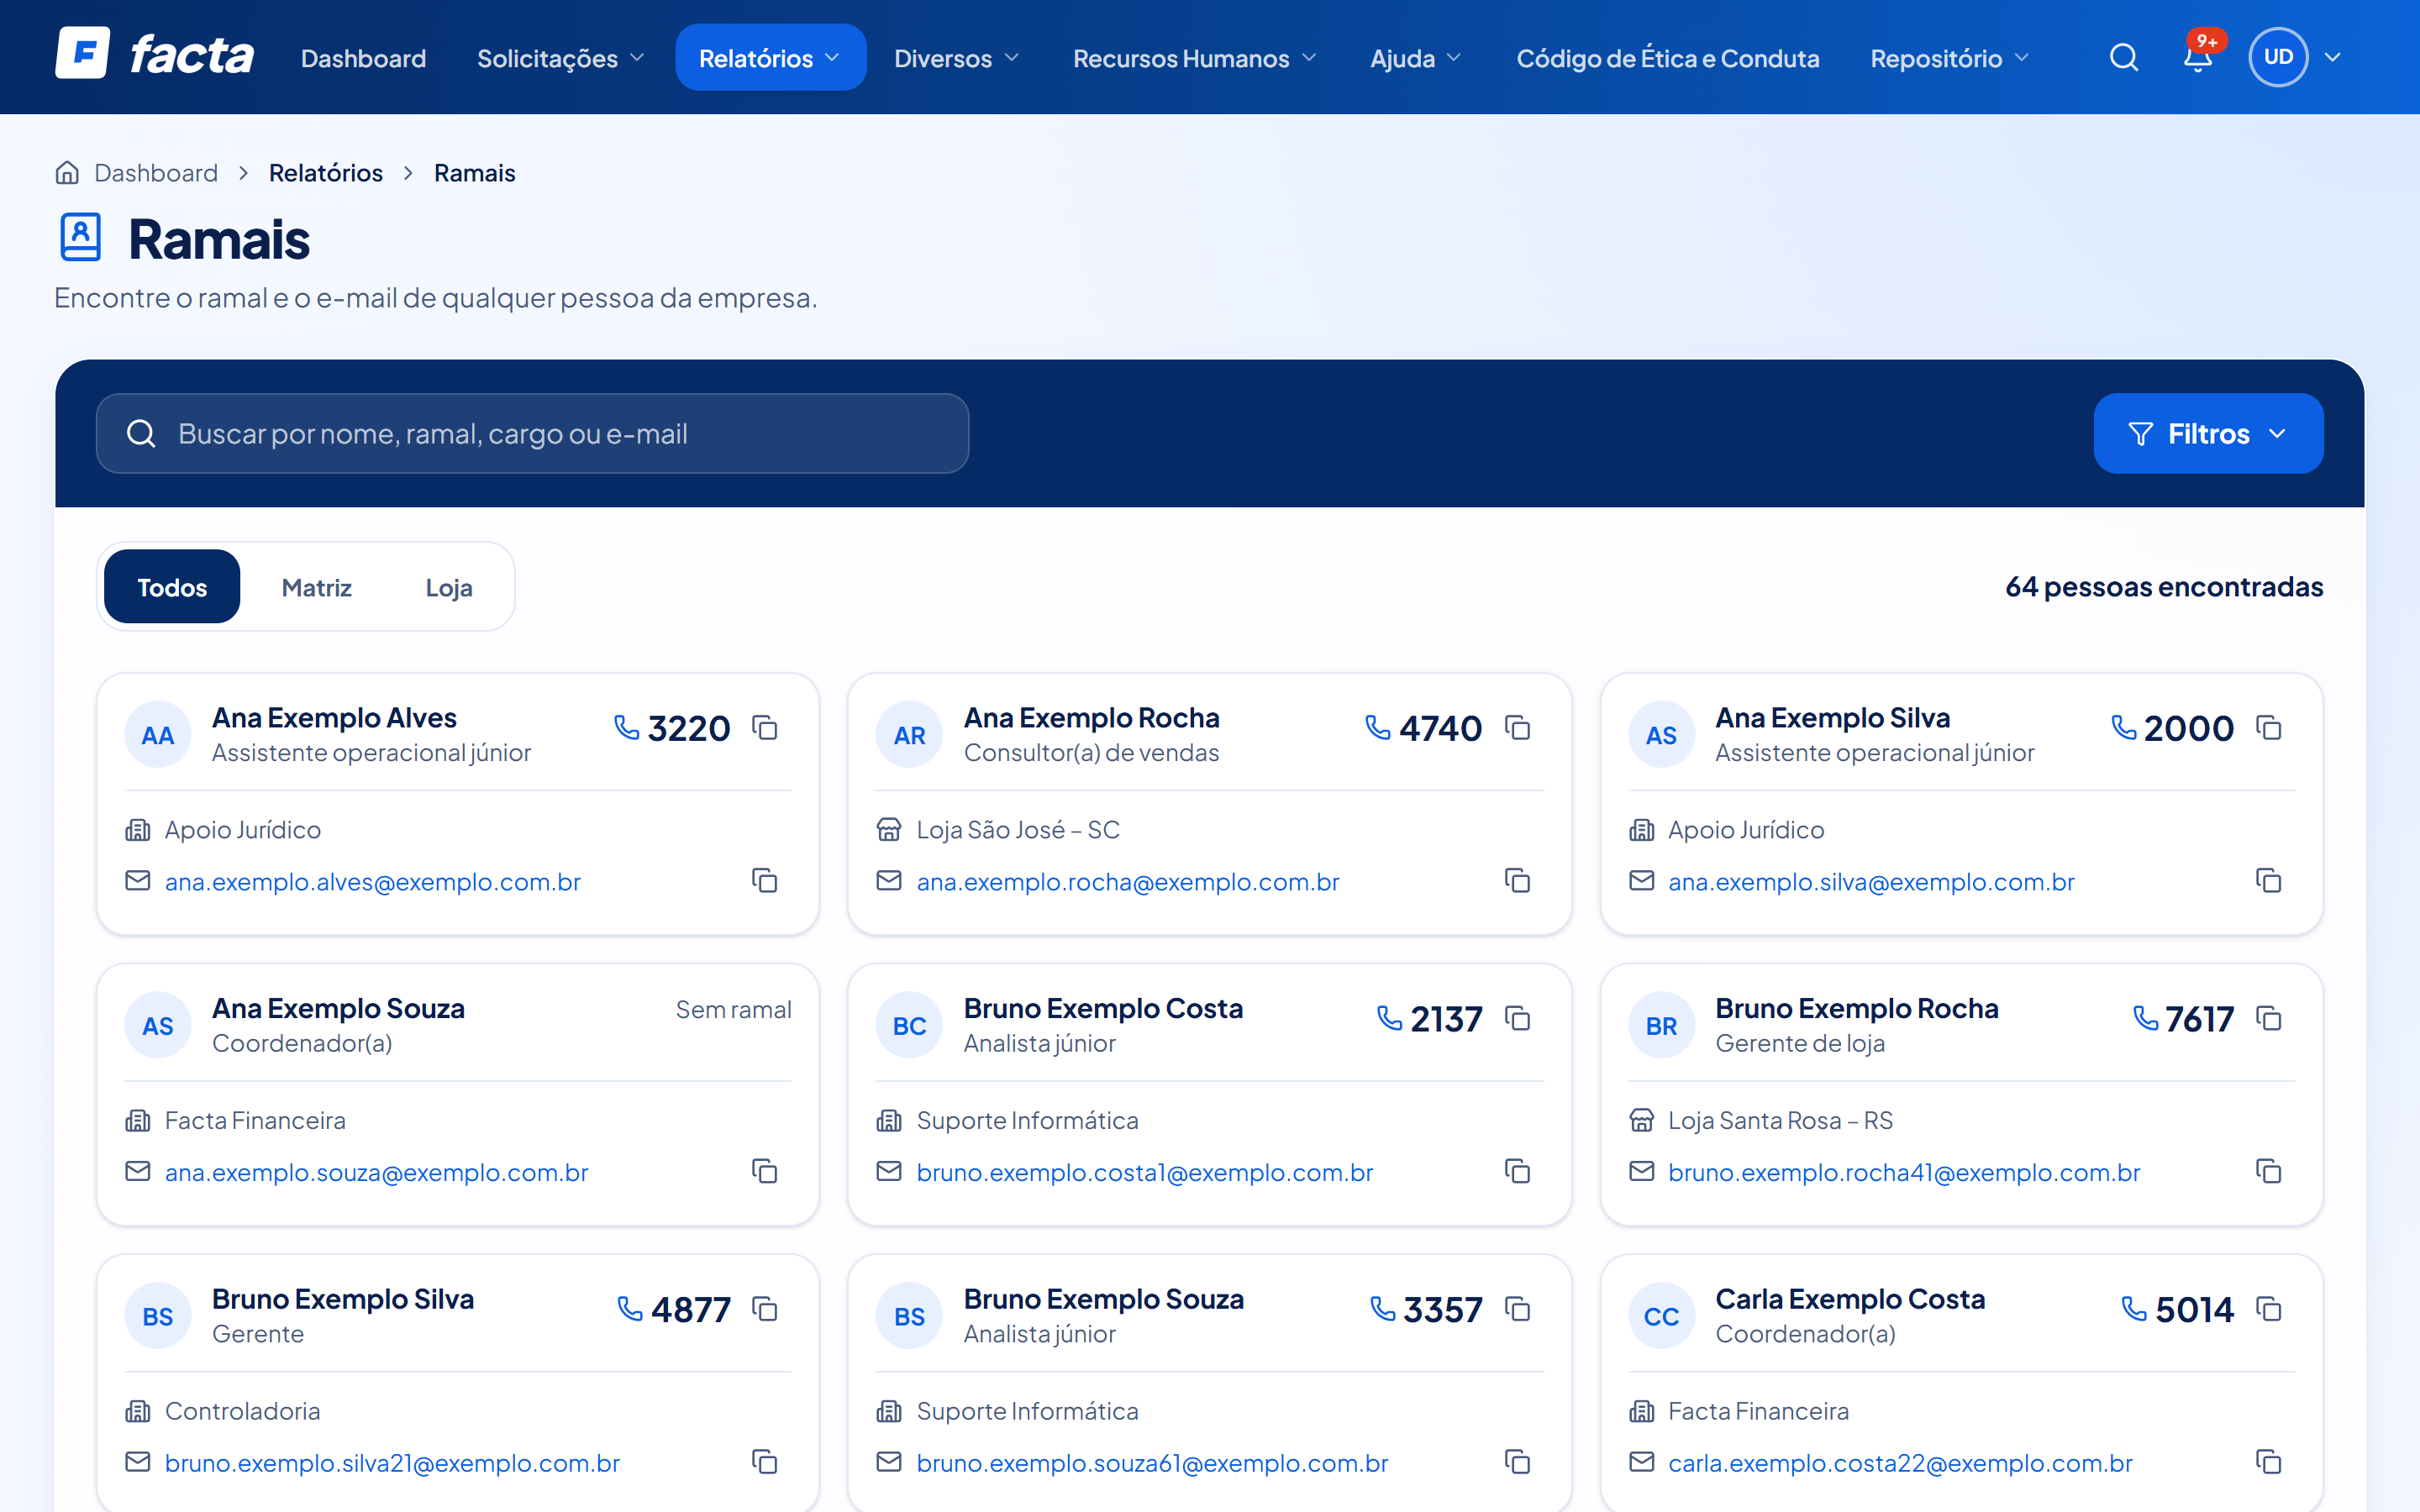 F facta Dashboard Solicitações Relatórios Diversos Recursos Humanos Ajuda Código de Ética e Conduta Repositório 9+ UD
Dashboard Relatórios Ramais
Ramais
Encontre o ramal e o e-mail de qualquer pessoa da empresa.
Buscar por nome, ramal, cargo ou e-mail Filtros
Todos Matriz Loja 64 pessoas encontradas
AA Ana Exemplo Alves 3220
Assistente operacional júnior
Apoio Jurídico
ana.exemplo.alves@exemplo.com.br
AR Ana Exemplo Rocha 4740
Consultor(a) de vendas
Loja São José – SC
ana.exemplo.rocha@exemplo.com.br
AS Ana Exemplo Silva 2000
Assistente operacional júnior
Apoio Jurídico
ana.exemplo.silva@exemplo.com.br
AS Ana Exemplo Souza Sem ramal
Coordenador(a)
Facta Financeira
ana.exemplo.souza@exemplo.com.br
BC Bruno Exemplo Costa 2137
Analista júnior
Suporte Informática
bruno.exemplo.costa1@exemplo.com.br
BR Bruno Exemplo Rocha 7617
Gerente de loja
Loja Santa Rosa – RS
bruno.exemplo.rocha41@exemplo.com.br
BS Bruno Exemplo Silva 4877
Gerente
Controladoria
bruno.exemplo.silva21@exemplo.com.br
BS Bruno Exemplo Souza 3357
Analista júnior
Suporte Informática
bruno.exemplo.souza61@exemplo.com.br
CC Carla Exemplo Costa 5014
Coordenador(a)
Facta Financeira
carla.exemplo.costa22@exemplo.com.br